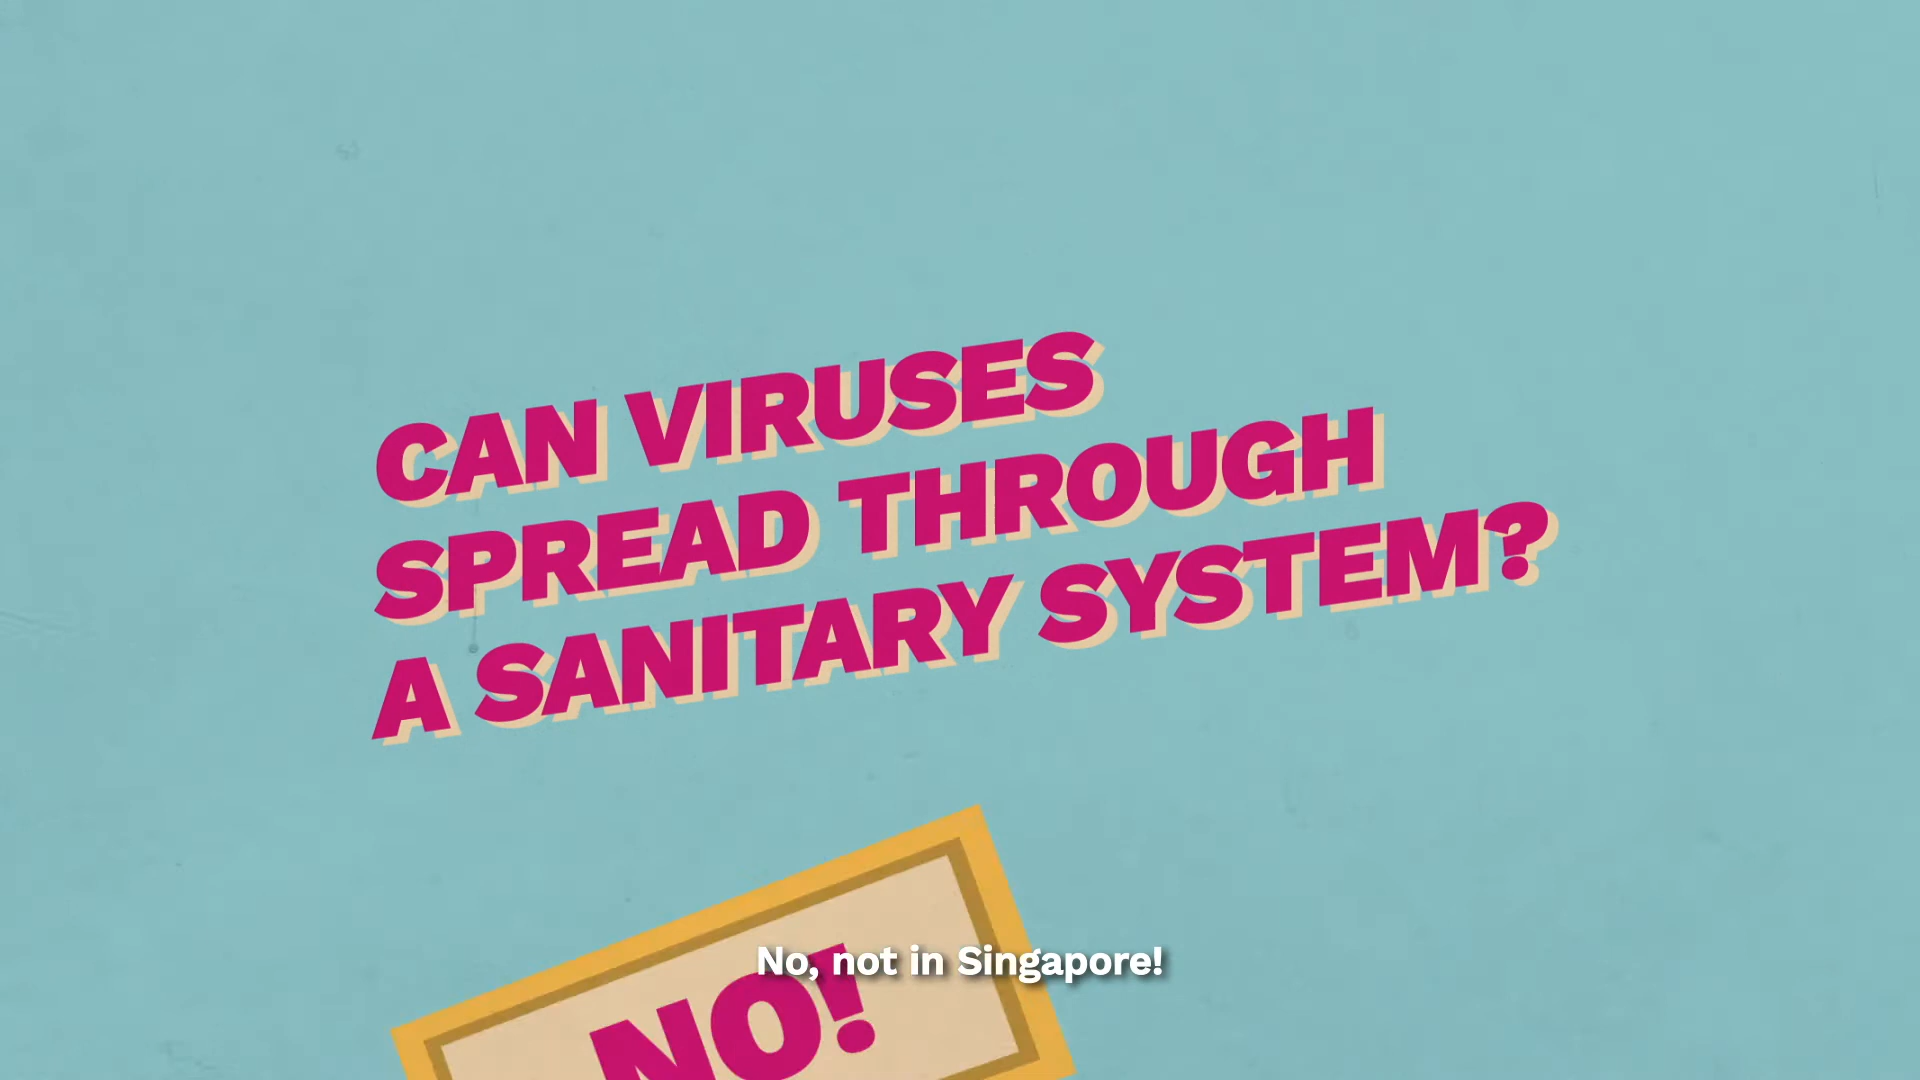 CAN VIRUSES
SPREAD THROUGH
A SANITARY SYSTEM?
No, not in Singapore!
NO!